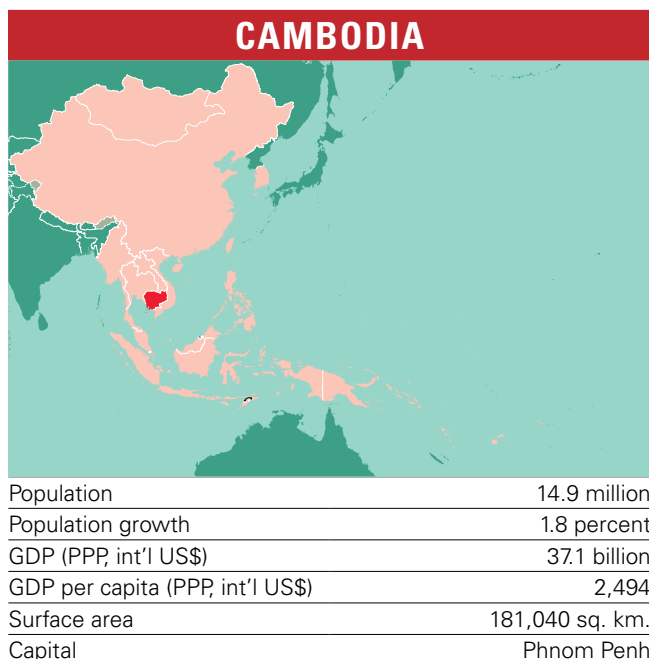 CAMBODIA
Population 14.9 million
Population growth 1.8 percent
GDP (PPP, int’l US$) 37.1 billion
GDP per capita (PPP, int’l US$) 2,494
Surface area 181,040 sq. km.
Capital Phnom Penh